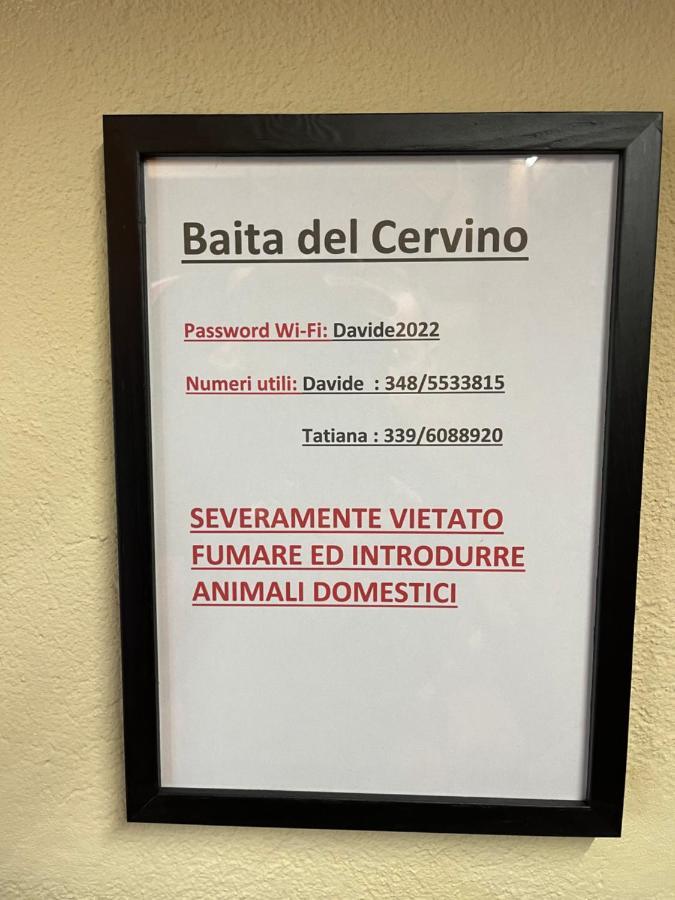 Baita del Cervino
Password Wi-Fi: Davide2022
Numeri utili: Davide : 348/5533815
Tatiana : 339/6088920
SEVERAMENTE VIETATO
FUMARE ED INTRODURRE
ANIMALI DOMESTICI